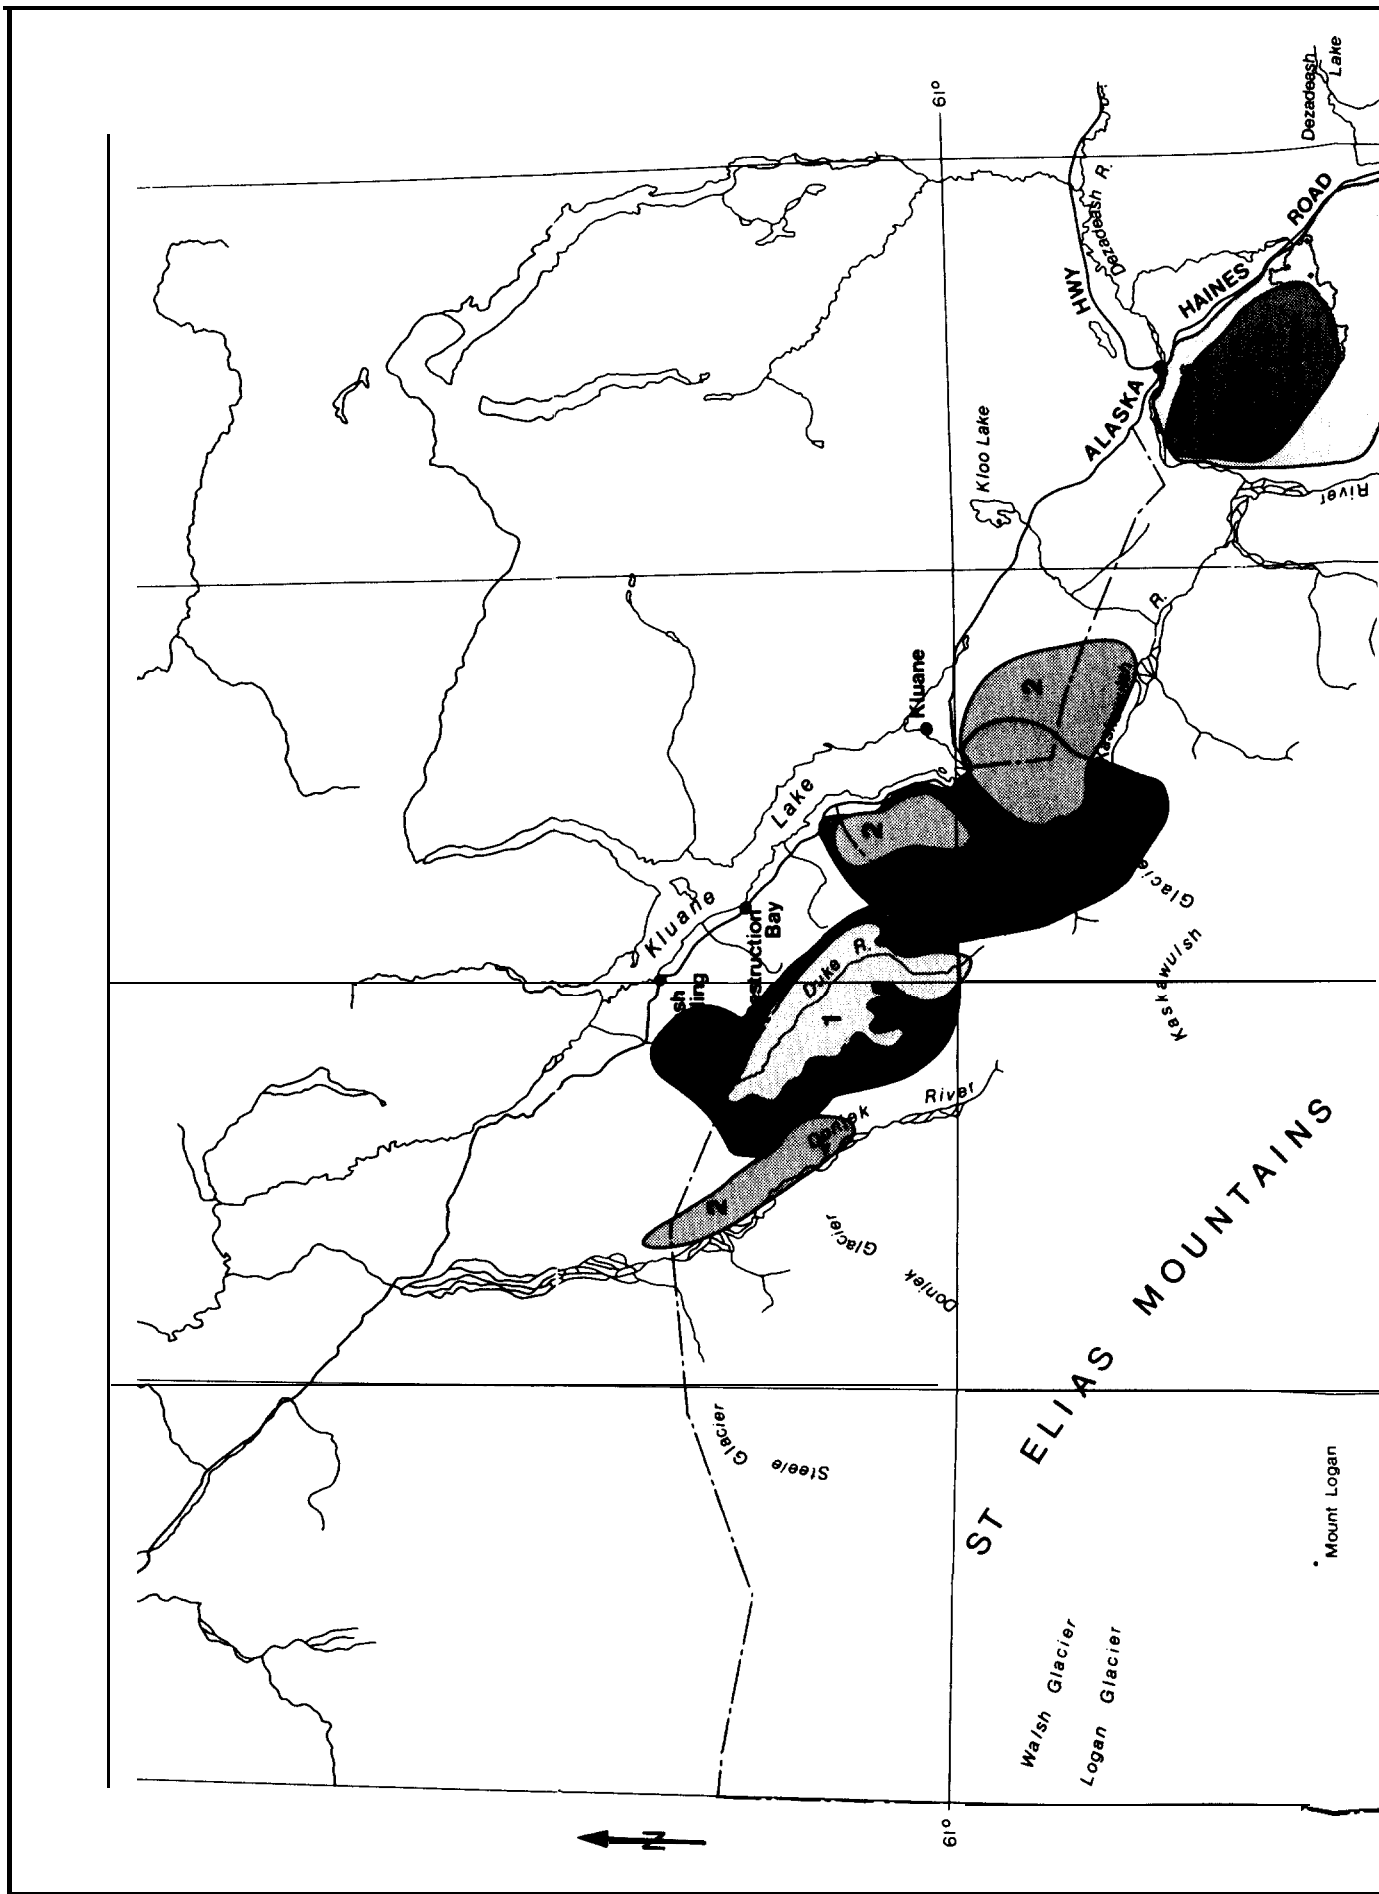 61°
Dezadeash
Lake
Dezadeash R.
HWY
ALASKA
HAINES
ROAD
Kloo Lake
River
R.
Kluane
2
Lake
2
Kluane
Bay
Duke R.
1
Glacier
Kaskawulsh
River
Donjek
2
Glacier
Donjek
ST ELIAS MOUNTAINS
Glacier
Steele
Mount Logan
Walsh Glacier
Logan Glacier
N
61°